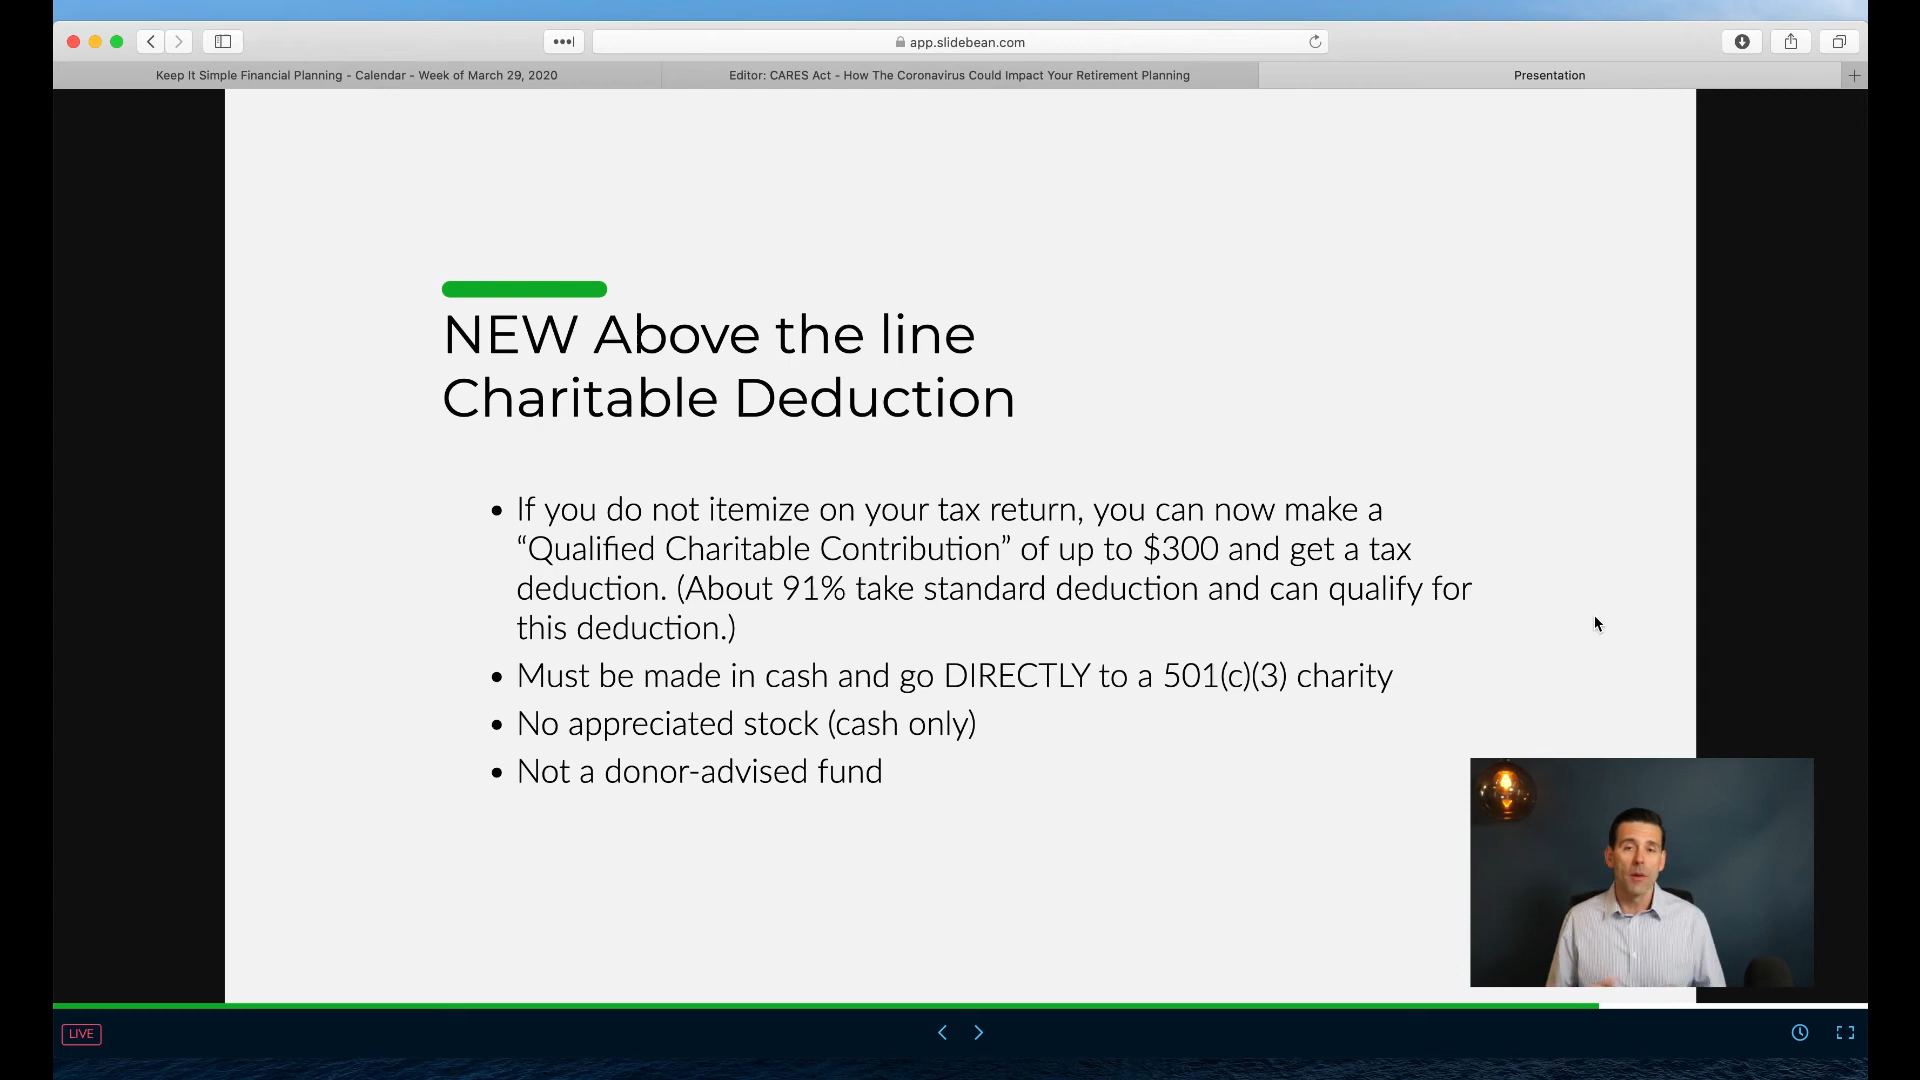 app.slidebean.com
Keep It Simple Financial Planning - Calendar - Week of March 29, 2020
Editor: CARES Act - How The Coronavirus Could Impact Your Retirement Planning
Presentation
NEW Above the line
Charitable Deduction
• If you do not itemize on your tax return, you can now make a
“Qualified Charitable Contribution” of up to $300 and get a tax
deduction. (About 91% take standard deduction and can qualify for
this deduction.)
• Must be made in cash and go DIRECTLY to a 501(c)(3) charity
• No appreciated stock (cash only)
• Not a donor-advised fund
LIVE